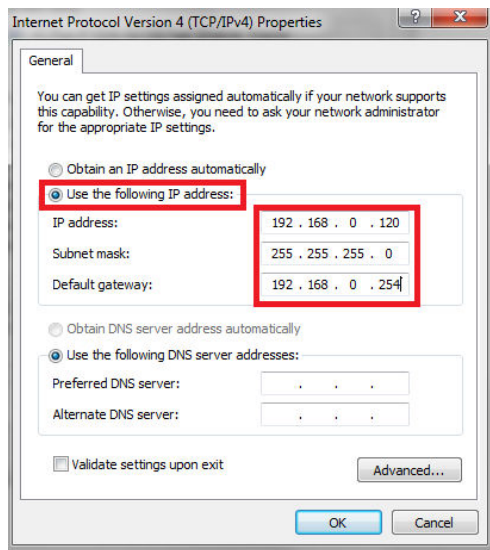 Internet Protocol Version 4 (TCP/IPv4) Properties
General
You can get IP settings assigned automatically if your network supports
this capability. Otherwise, you need to ask your network administrator
for the appropriate IP settings.
Obtain an IP address automatically
Use the following IP address:
IP address: 192 . 168 . 0 . 120
Subnet mask: 255 . 255 . 255 . 0
Default gateway: 192 . 168 . 0 . 254
Obtain DNS server address automatically
Use the following DNS server addresses:
Preferred DNS server: . . .
Alternate DNS server: . . .
Validate settings upon exit
Advanced...
OK Cancel